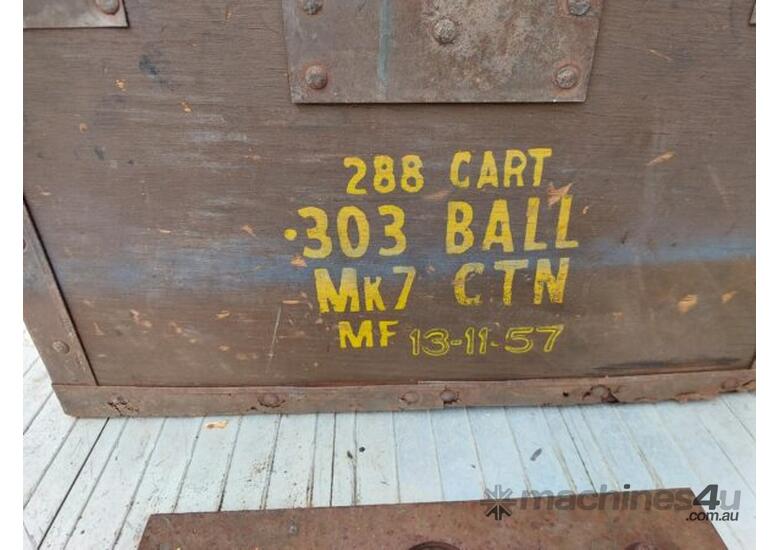 288 CART
.303 BALL
MK7 CTN
MF 13-11-57
machines4u
.com.au